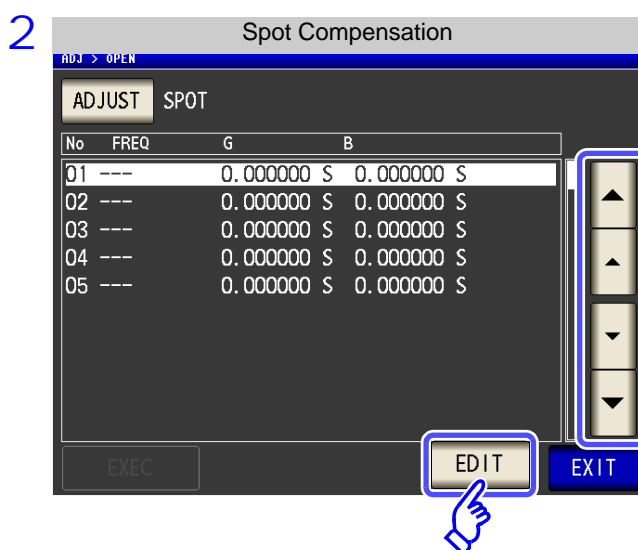 2
Spot Compensation
ADJ > OPEN
ADJUST SPOT
No FREQ G B
01 --- 0.000000 S 0.000000 S
02 --- 0.000000 S 0.000000 S
03 --- 0.000000 S 0.000000 S
04 --- 0.000000 S 0.000000 S
05 --- 0.000000 S 0.000000 S
EXEC EDIT EXIT